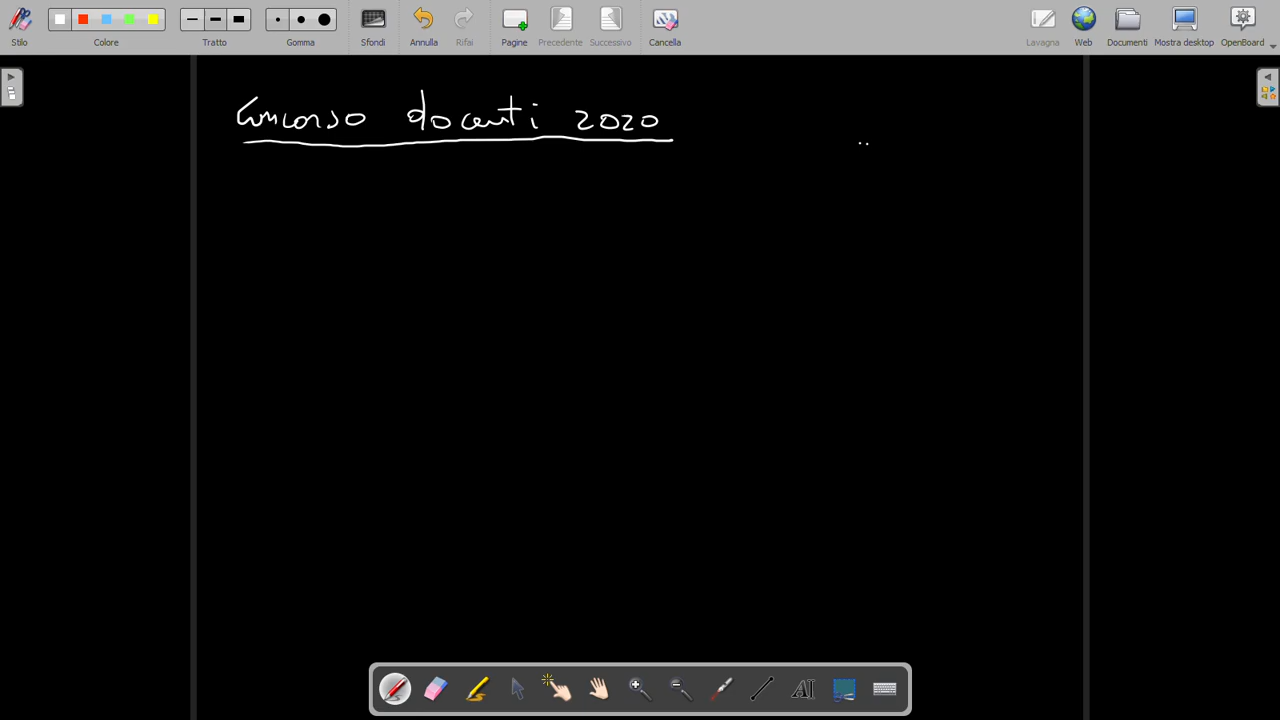 Stilo Colore Tratto Gomma Sfondi Annulla Rifai Pagine Precedente Successivo Cancella Lavagna Web Documenti Mostra desktop OpenBoard
Concorso docenti 2020
AI